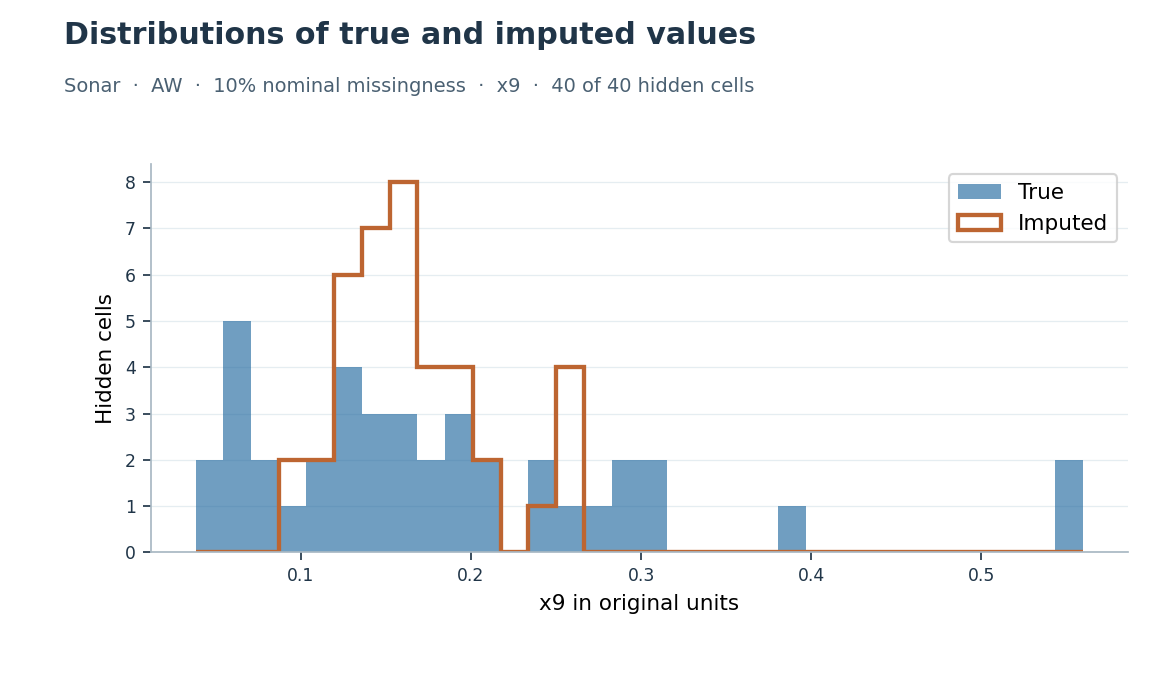 Distributions of true and imputed values
Sonar · AW · 10% nominal missingness · x9 · 40 of 40 hidden cells
True
Imputed
Hidden cells
8
7
6
5
4
3
2
1
0
0.1 0.2 0.3 0.4 0.5
x9 in original units